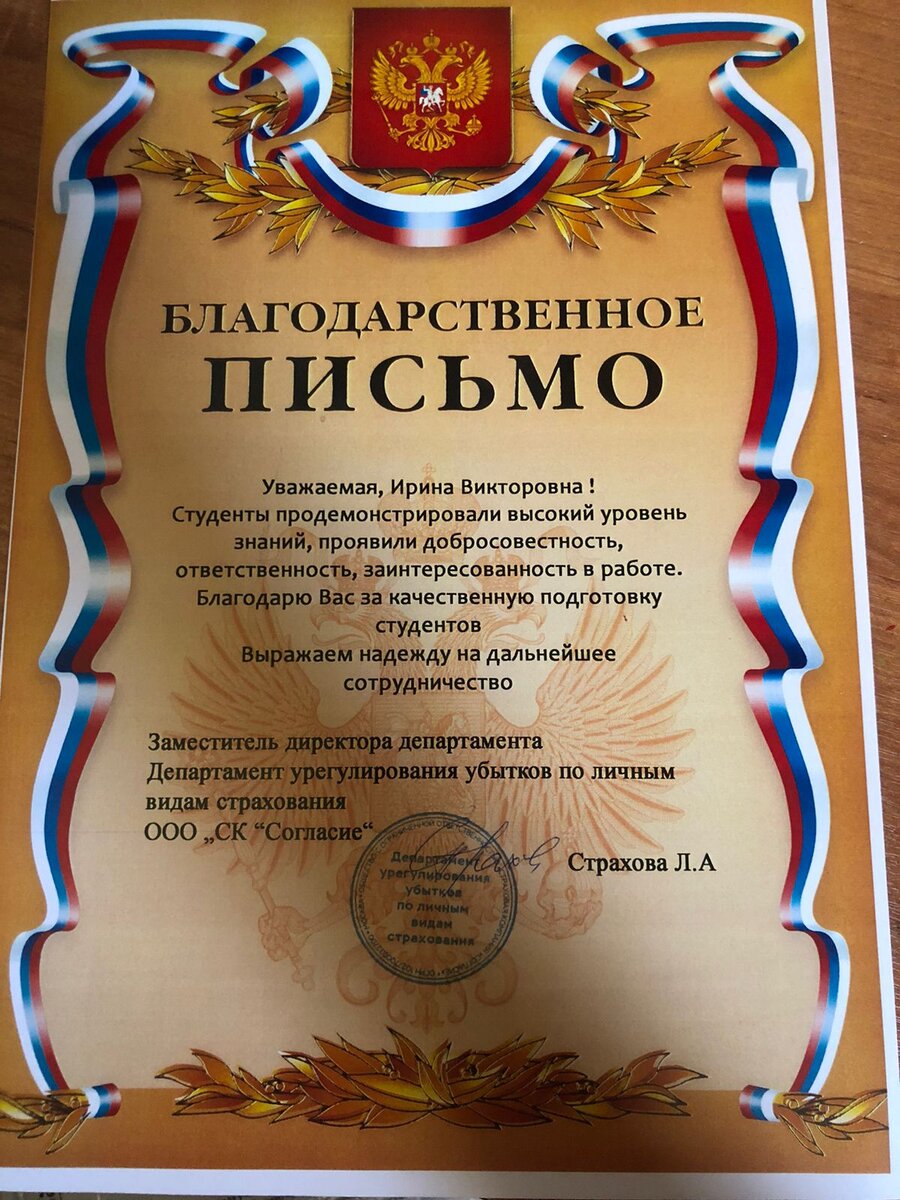 БЛАГОДАРСТВЕННОЕ
ПИСЬМО
Уважаемая, Ирина Викторовна !
Студенты продемонстрировали высокий уровень
знаний, проявили добросовестность,
ответственность, заинтересованность в работе.
Благодарю Вас за качественную подготовку
студентов
Выражаем надежду на дальнейшее
сотрудничество
Заместитель директора департамента
Департамент урегулирования убытков по личным
видам страхования
ООО „СК “Согласие“
Страхова Л.А
Департамент
урегулирования
убытков
по личным
видам
страхования